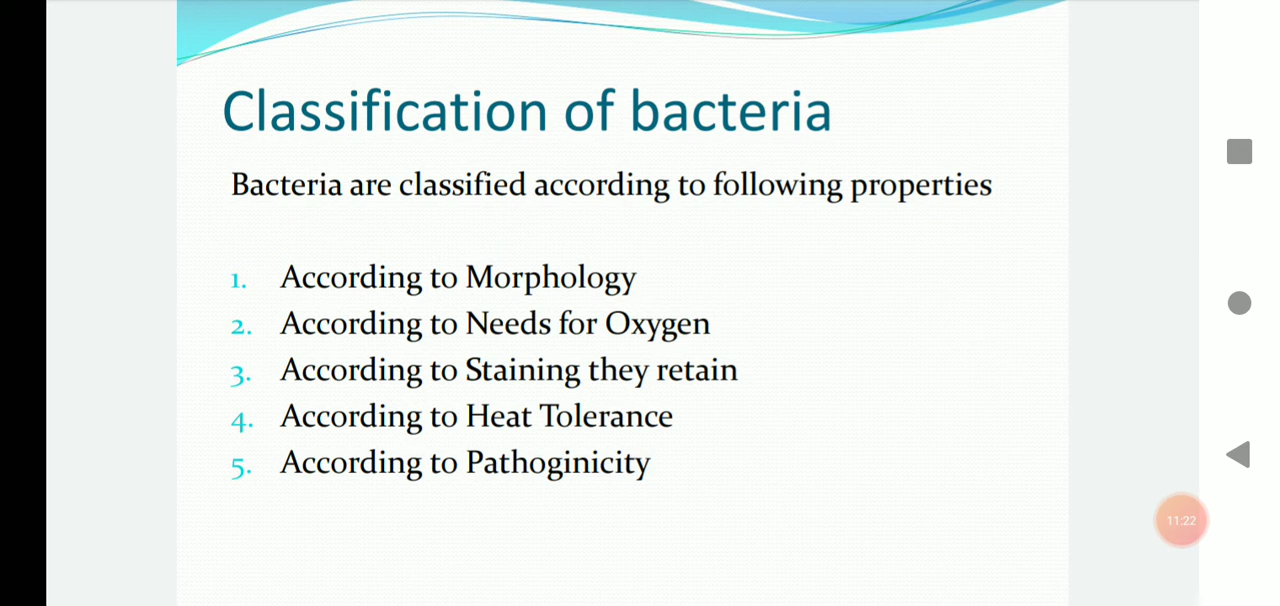 Classification of bacteria
Bacteria are classified according to following properties
1. According to Morphology
2. According to Needs for Oxygen
3. According to Staining they retain
4. According to Heat Tolerance
5. According to Pathoginicity
11:22